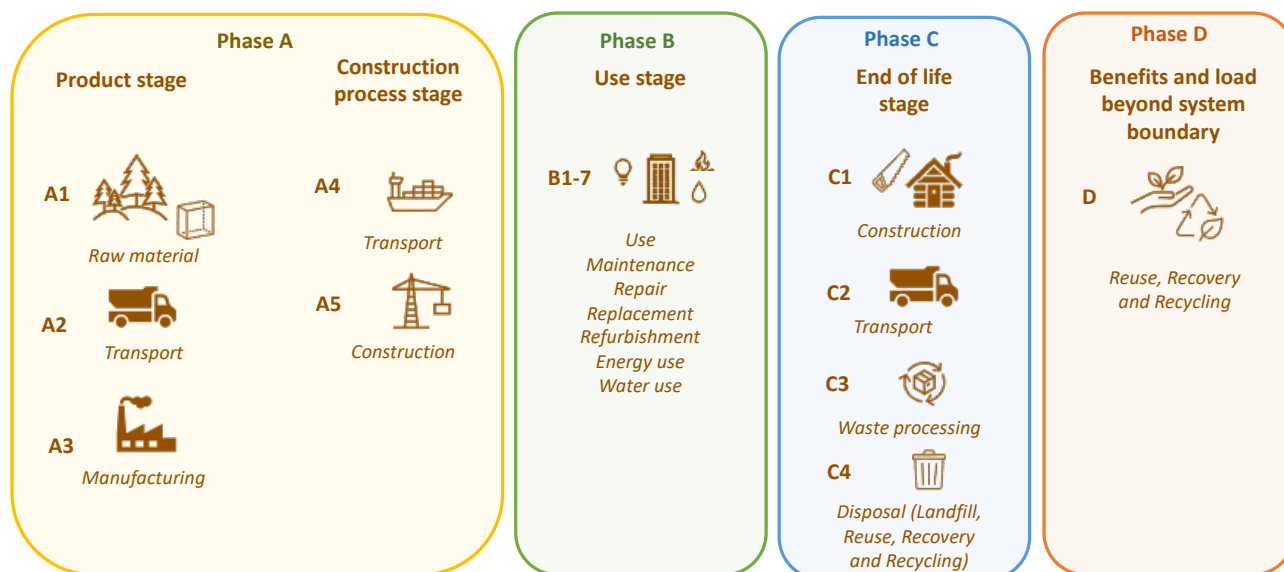 Phase A
Product stage
A1
Raw material
A2
Transport
A3
Manufacturing
Construction
process stage
A4
Transport
A5
Construction
Phase B
Use stage
B1-7
Use
Maintenance
Repair
Replacement
Refurbishment
Energy use
Water use
Phase C
End of life
stage
C1
Construction
C2
Transport
C3
Waste processing
C4
Disposal (Landfill,
Reuse, Recovery
and Recycling)
Phase D
Benefits and load
beyond system
boundary
D
Reuse, Recovery
and Recycling